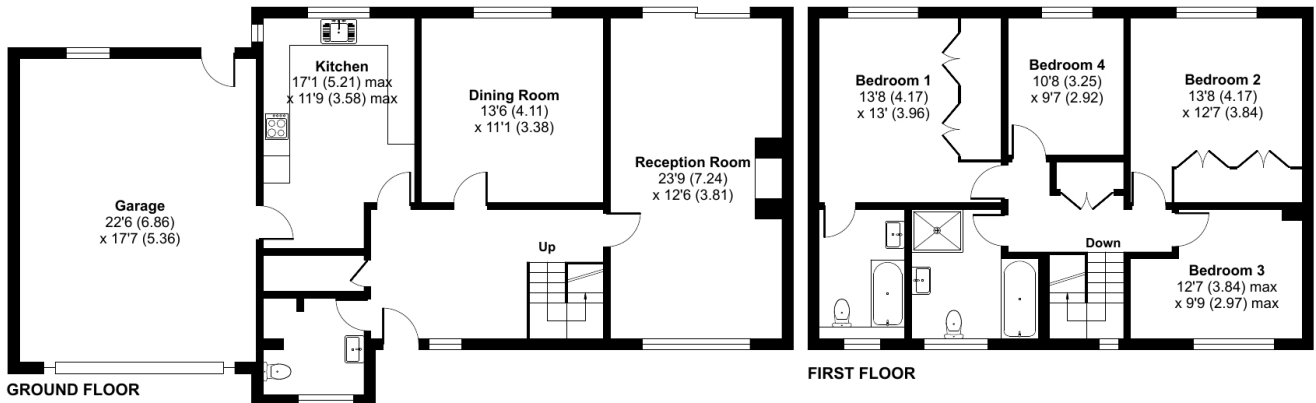 Kitchen
17'1 (5.21) max
x 11'9 (3.58) max
Dining Room
13'6 (4.11)
x 11'1 (3.38)
Reception Room
23'9 (7.24)
x 12'6 (3.81)
Garage
22'6 (6.86)
x 17'7 (5.36)
Up
GROUND FLOOR
Bedroom 1
13'8 (4.17)
x 13' (3.96)
Bedroom 4
10'8 (3.25)
x 9'7 (2.92)
Bedroom 2
13'8 (4.17)
x 12'7 (3.84)
Down
Bedroom 3
12'7 (3.84) max
x 9'9 (2.97) max
FIRST FLOOR